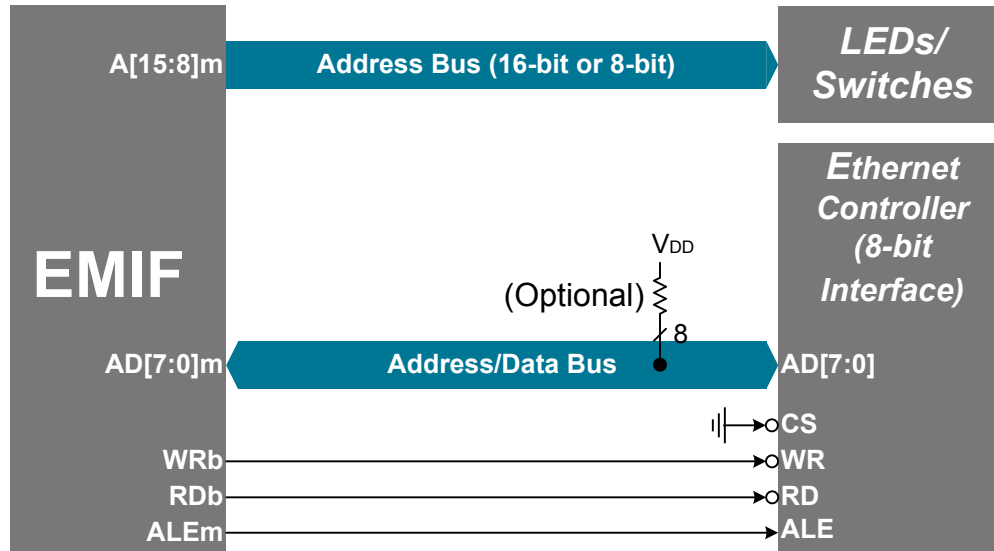 A[15:8]m
Address Bus (16-bit or 8-bit)
LEDs/
Switches
Ethernet
Controller
(8-bit
Interface)
EMIF
VDD
(Optional)
8
AD[7:0]m
Address/Data Bus
AD[7:0]
CS
WRb
WR
RDb
RD
ALEm
ALE